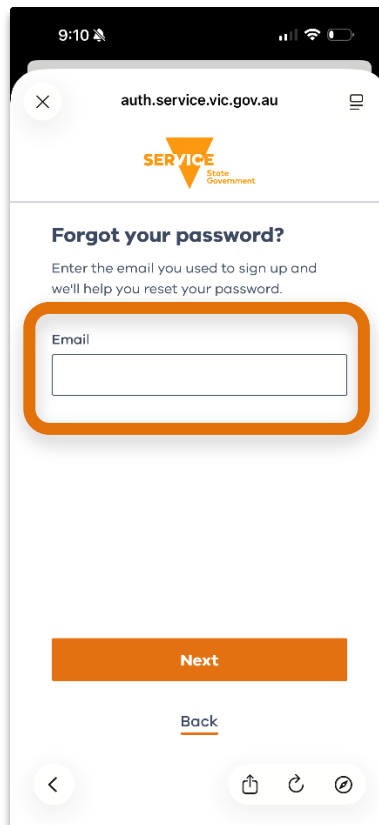 9:10
auth.service.vic.gov.au
SERVICE
State
Government
Forgot your password?
Enter the email you used to sign up and
we'll help you reset your password.
Email
Next
Back